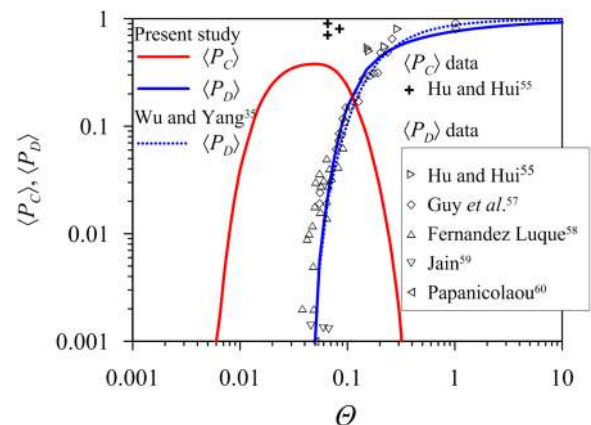 Present study
⟨P_C⟩
⟨P_D⟩
Wu and Yang³⁵
⟨P_D⟩
⟨P_C⟩ data
Hu and Hui⁵⁵
⟨P_D⟩ data
Hu and Hui⁵⁵
Guy et al.⁵⁷
Fernandez Luque⁵⁸
Jain⁵⁹
Papanicolaou⁶⁰
⟨P_C⟩, ⟨P_D⟩
1
0.1
0.01
0.001
0.001 0.01 0.1 1 10
Θ